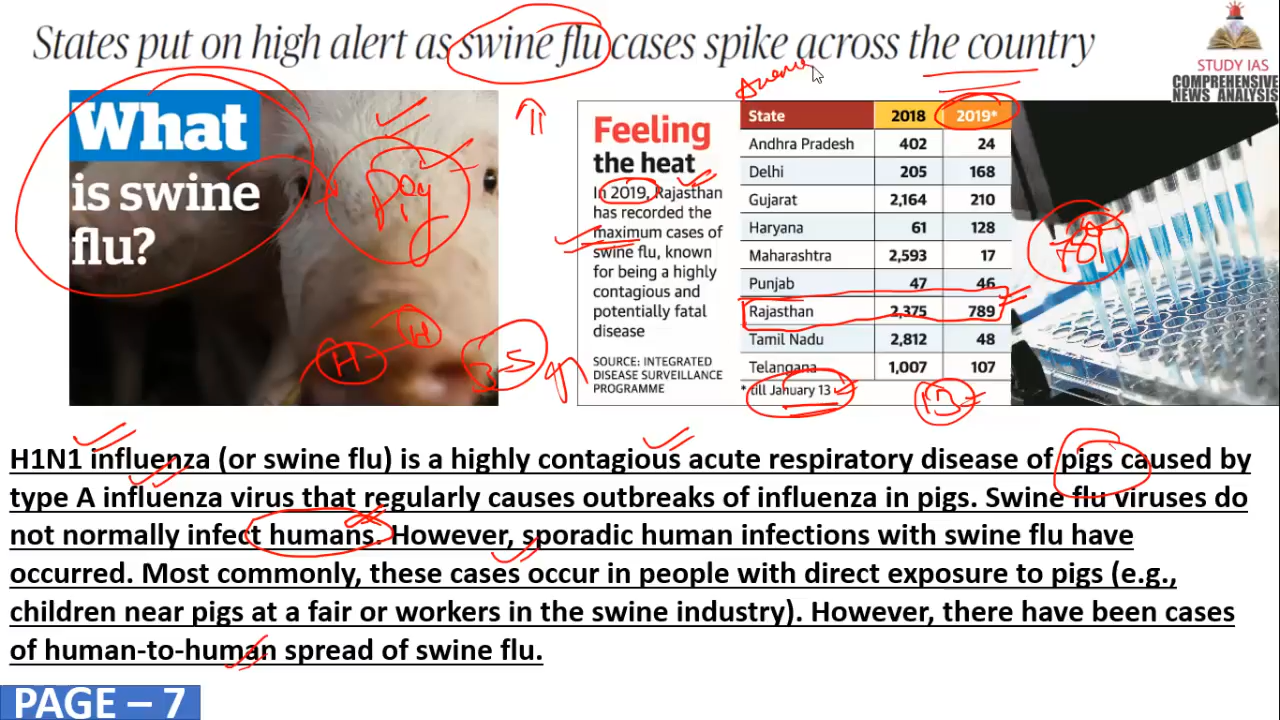 States put on high alert as swine flu cases spike across the country
STUDY IAS
COMPREHENSIVE
NEWS ANALYSIS
What
is swine
flu?
Pig
H H
3-5
Feeling
the heat
In 2019, Rajasthan
has recorded the
maximum cases of
swine flu, known
for being a highly
contagious and
potentially fatal
disease
SOURCE: INTEGRATED
DISEASE SURVEILLANCE
PROGRAMME
State 2018 2019*
Andhra Pradesh 402 24
Delhi 205 168
Gujarat 2,164 210
Haryana 61 128
Maharashtra 2,593 17
Punjab 47 46
Rajasthan 2,375 789
Tamil Nadu 2,812 48
Telangana 1,007 107
* till January 13
13
789
H1N1 influenza (or swine flu) is a highly contagious acute respiratory disease of pigs caused by
type A influenza virus that regularly causes outbreaks of influenza in pigs. Swine flu viruses do
not normally infect humans. However, sporadic human infections with swine flu have
occurred. Most commonly, these cases occur in people with direct exposure to pigs (e.g.,
children near pigs at a fair or workers in the swine industry). However, there have been cases
of human-to-human spread of swine flu.
PAGE – 7